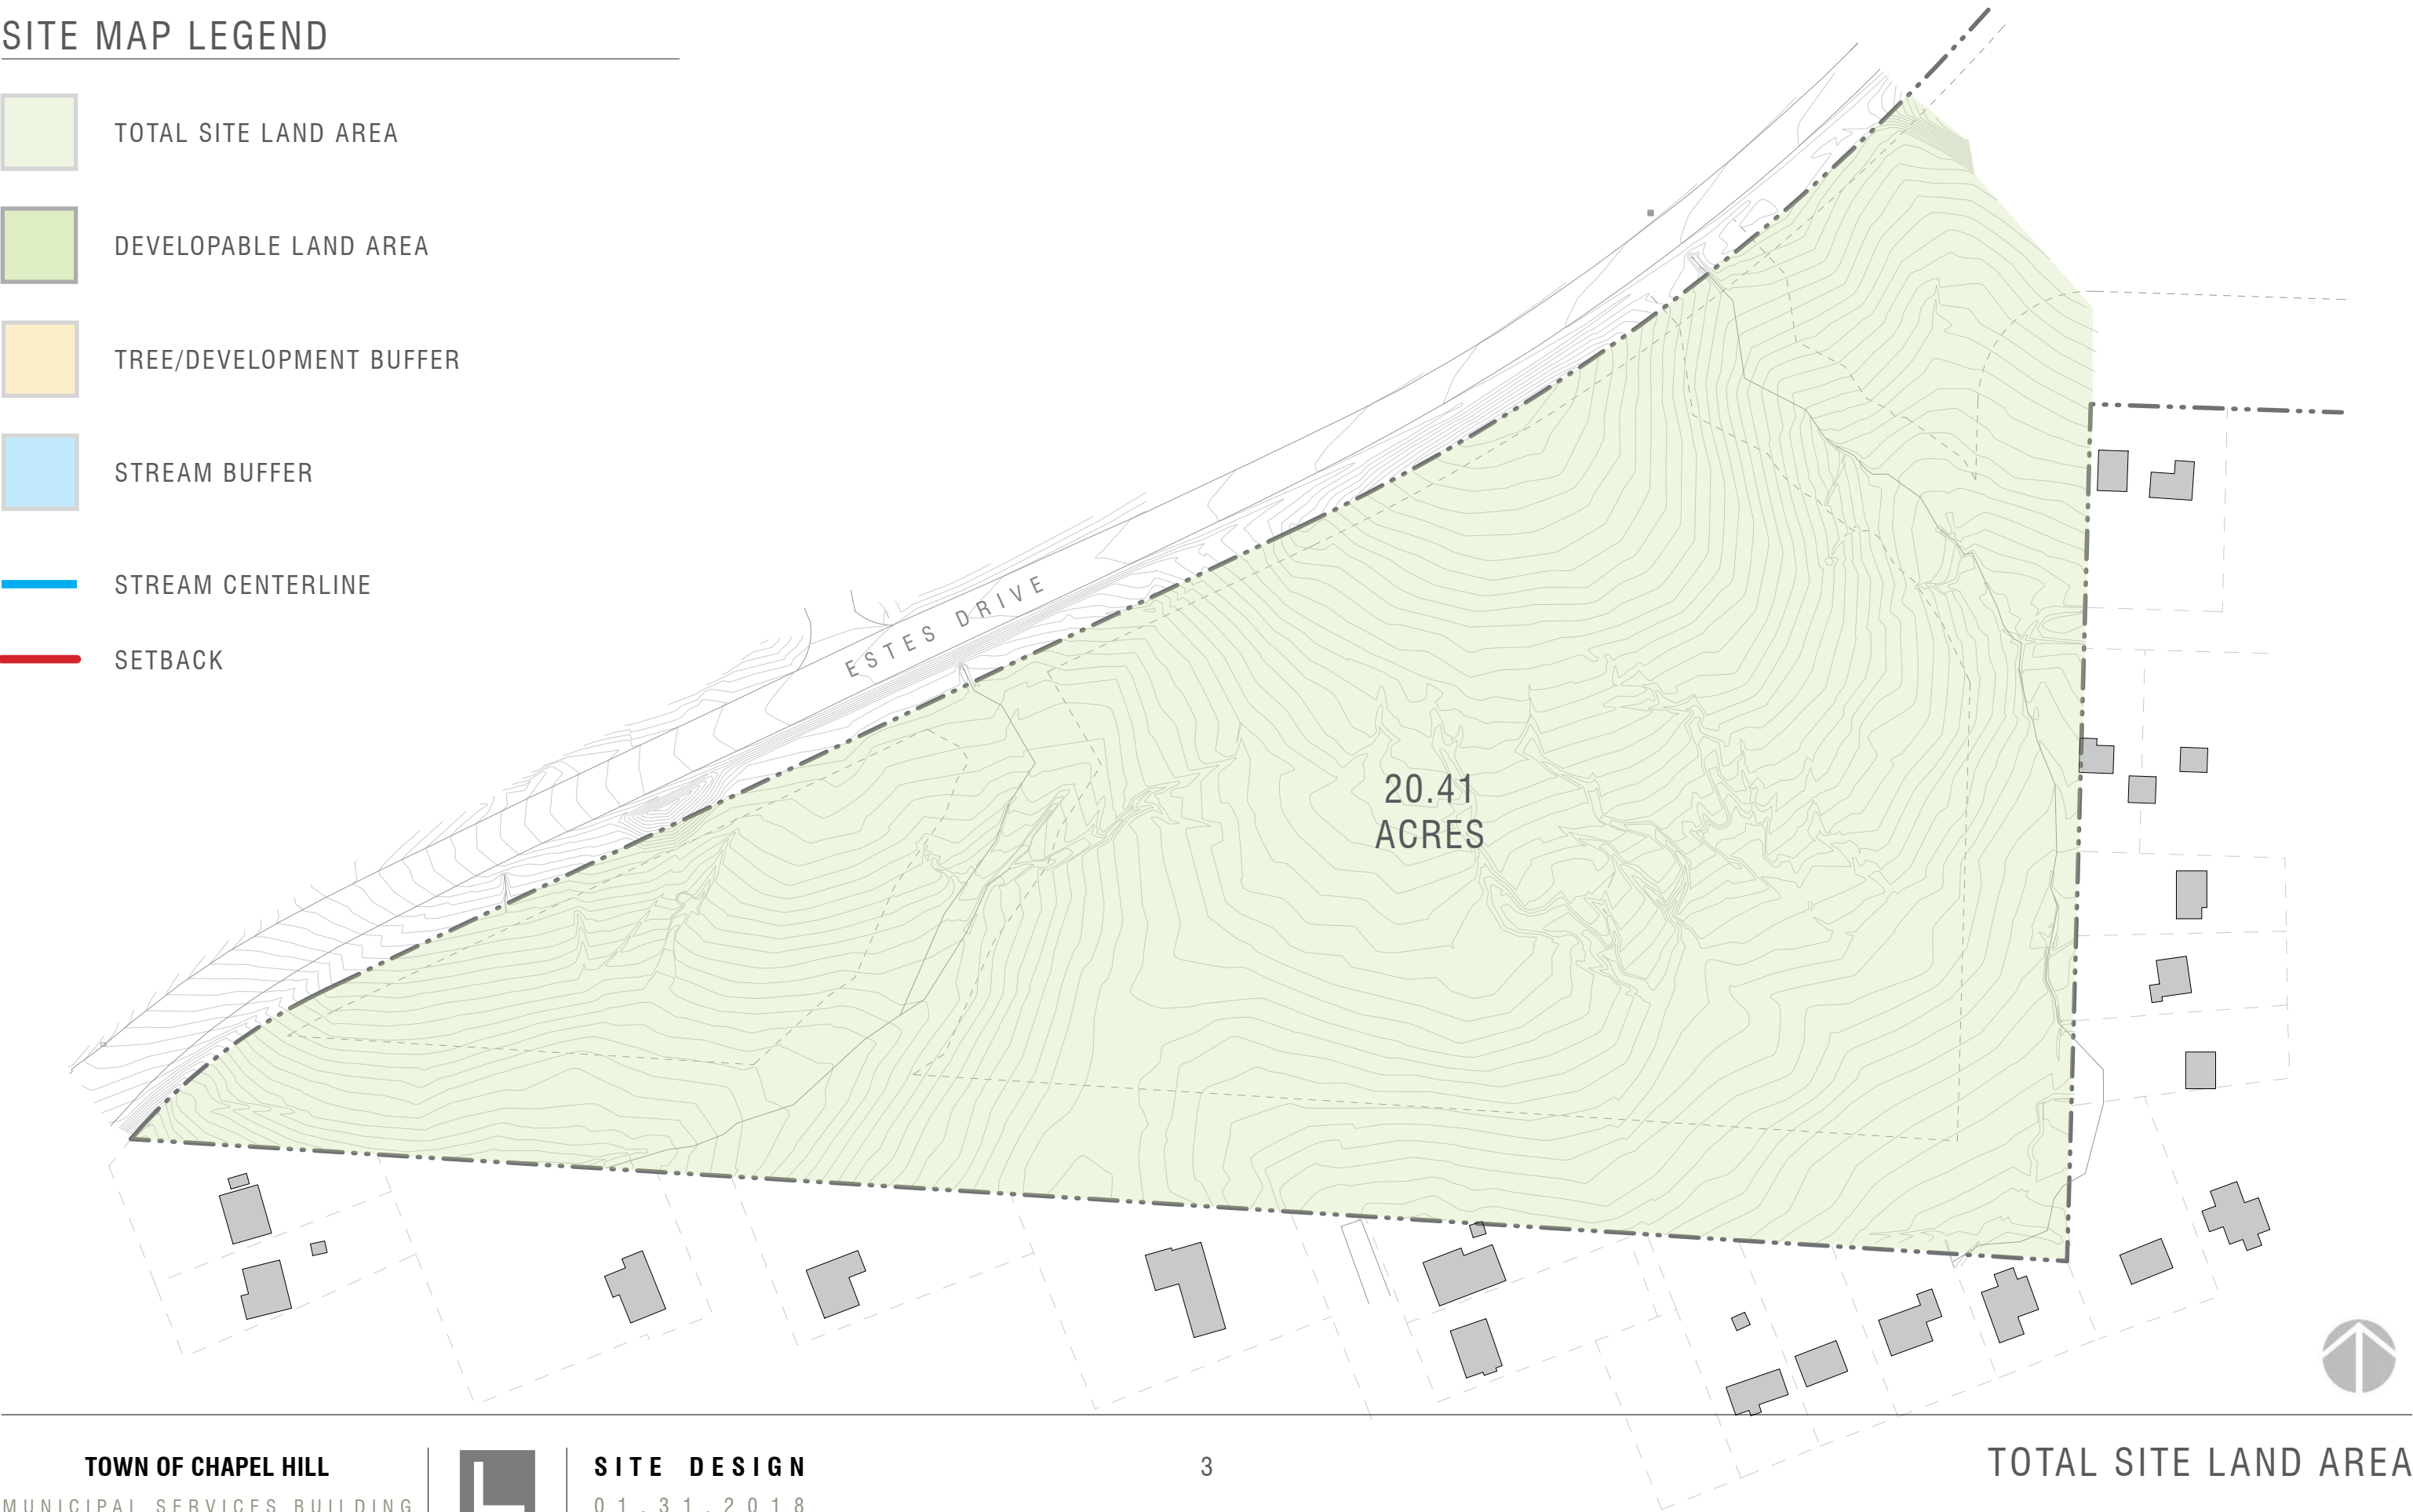 SITE MAP LEGEND
TOTAL SITE LAND AREA
DEVELOPABLE LAND AREA
TREE/DEVELOPMENT BUFFER
STREAM BUFFER
STREAM CENTERLINE
SETBACK
ESTES DRIVE
20.41
ACRES
TOWN OF CHAPEL HILL
MUNICIPAL SERVICES BUILDING
SITE DESIGN
01.31.2018
3
TOTAL SITE LAND AREA